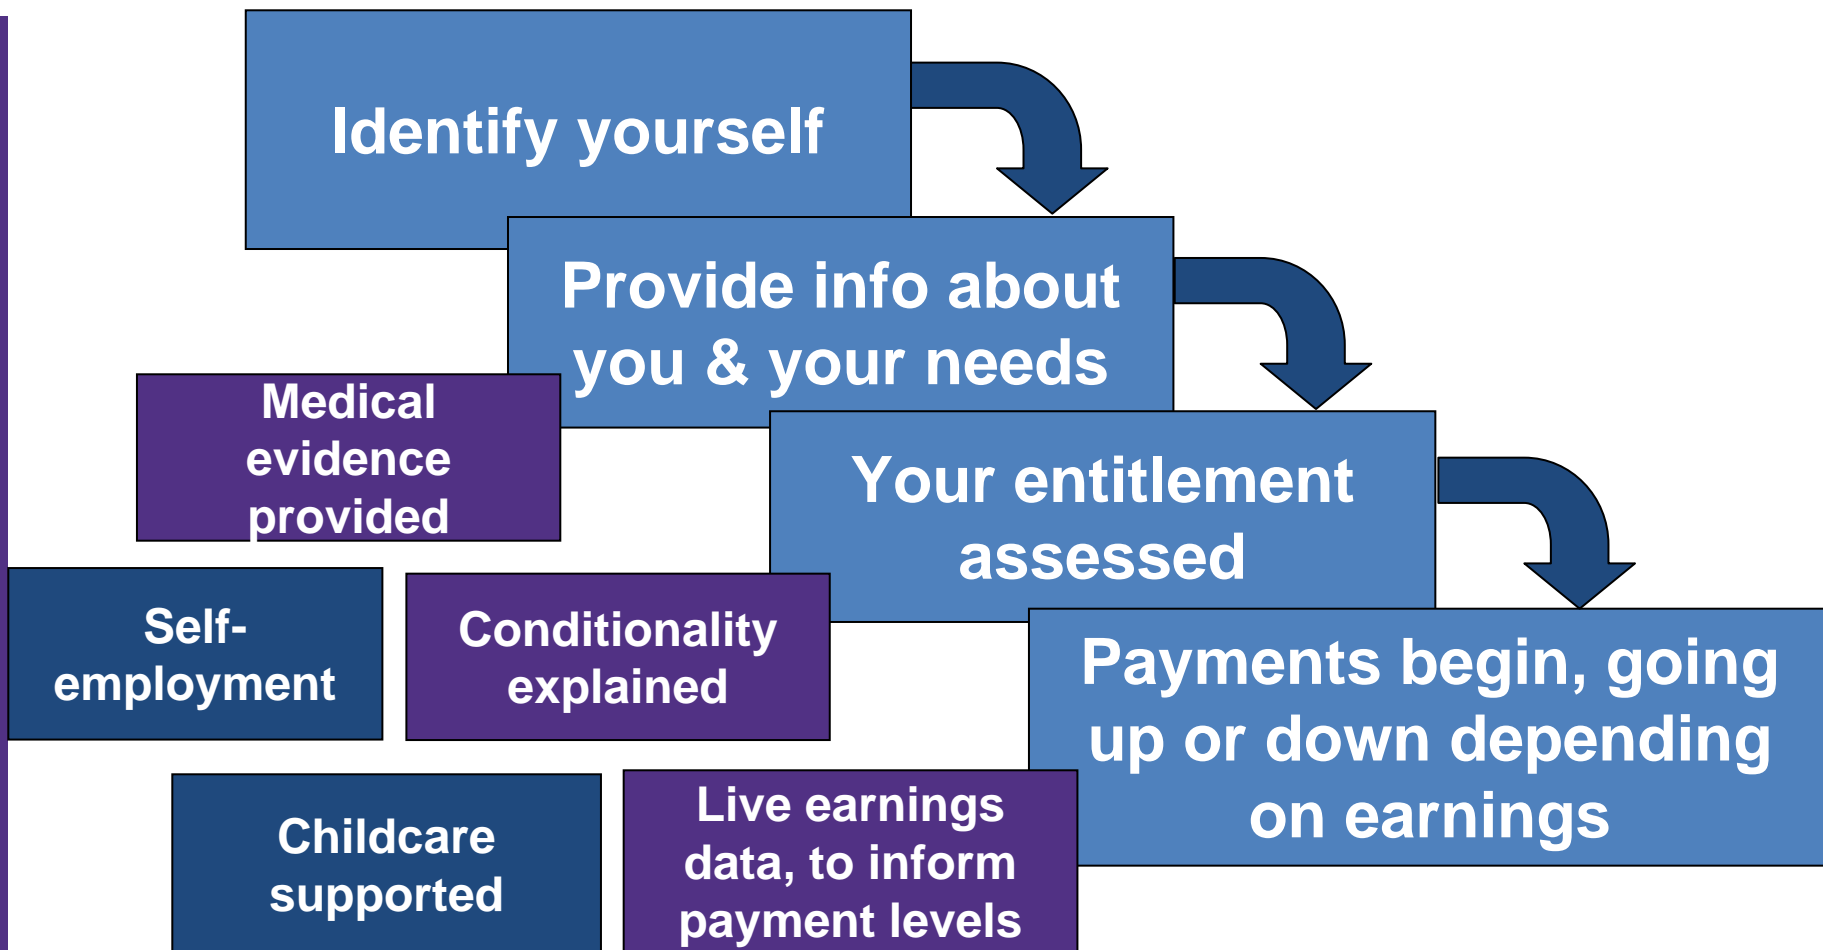 Identify yourself
Provide info about
you & your needs
Medical
evidence
provided
Your entitlement
assessed
Self-
employment
Conditionality
explained
Payments begin, going
up or down depending
on earnings
Childcare
supported
Live earnings
data, to inform
payment levels